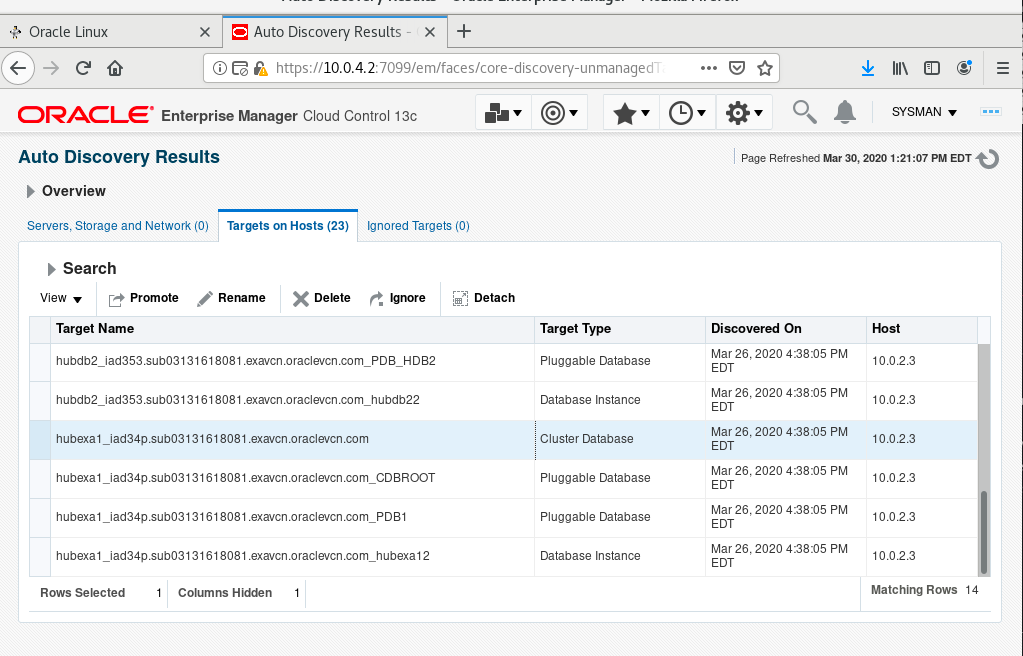 Oracle Linux
Auto Discovery Results -
https://10.0.4.2:7099/em/faces/core-discovery-unmanagedT
ORACLE Enterprise Manager Cloud Control 13c
SYSMAN
Auto Discovery Results
Page Refreshed Mar 30, 2020 1:21:07 PM EDT
Overview
Servers, Storage and Network (0) Targets on Hosts (23) Ignored Targets (0)
Search
View Promote Rename Delete Ignore Detach
Target Name Target Type Discovered On Host
hubdb2_iad353.sub03131618081.exavcn.oraclevcn.com_PDB_HDB2 Pluggable Database Mar 26, 2020 4:38:05 PM EDT 10.0.2.3
hubdb2_iad353.sub03131618081.exavcn.oraclevcn.com_hubdb22 Database Instance Mar 26, 2020 4:38:05 PM EDT 10.0.2.3
hubexa1_iad34p.sub03131618081.exavcn.oraclevcn.com Cluster Database Mar 26, 2020 4:38:05 PM EDT 10.0.2.3
hubexa1_iad34p.sub03131618081.exavcn.oraclevcn.com_CDBROOT Pluggable Database Mar 26, 2020 4:38:05 PM EDT 10.0.2.3
hubexa1_iad34p.sub03131618081.exavcn.oraclevcn.com_PDB1 Pluggable Database Mar 26, 2020 4:38:05 PM EDT 10.0.2.3
hubexa1_iad34p.sub03131618081.exavcn.oraclevcn.com_hubexa12 Database Instance Mar 26, 2020 4:38:05 PM EDT 10.0.2.3
Rows Selected 1 Columns Hidden 1 Matching Rows 14